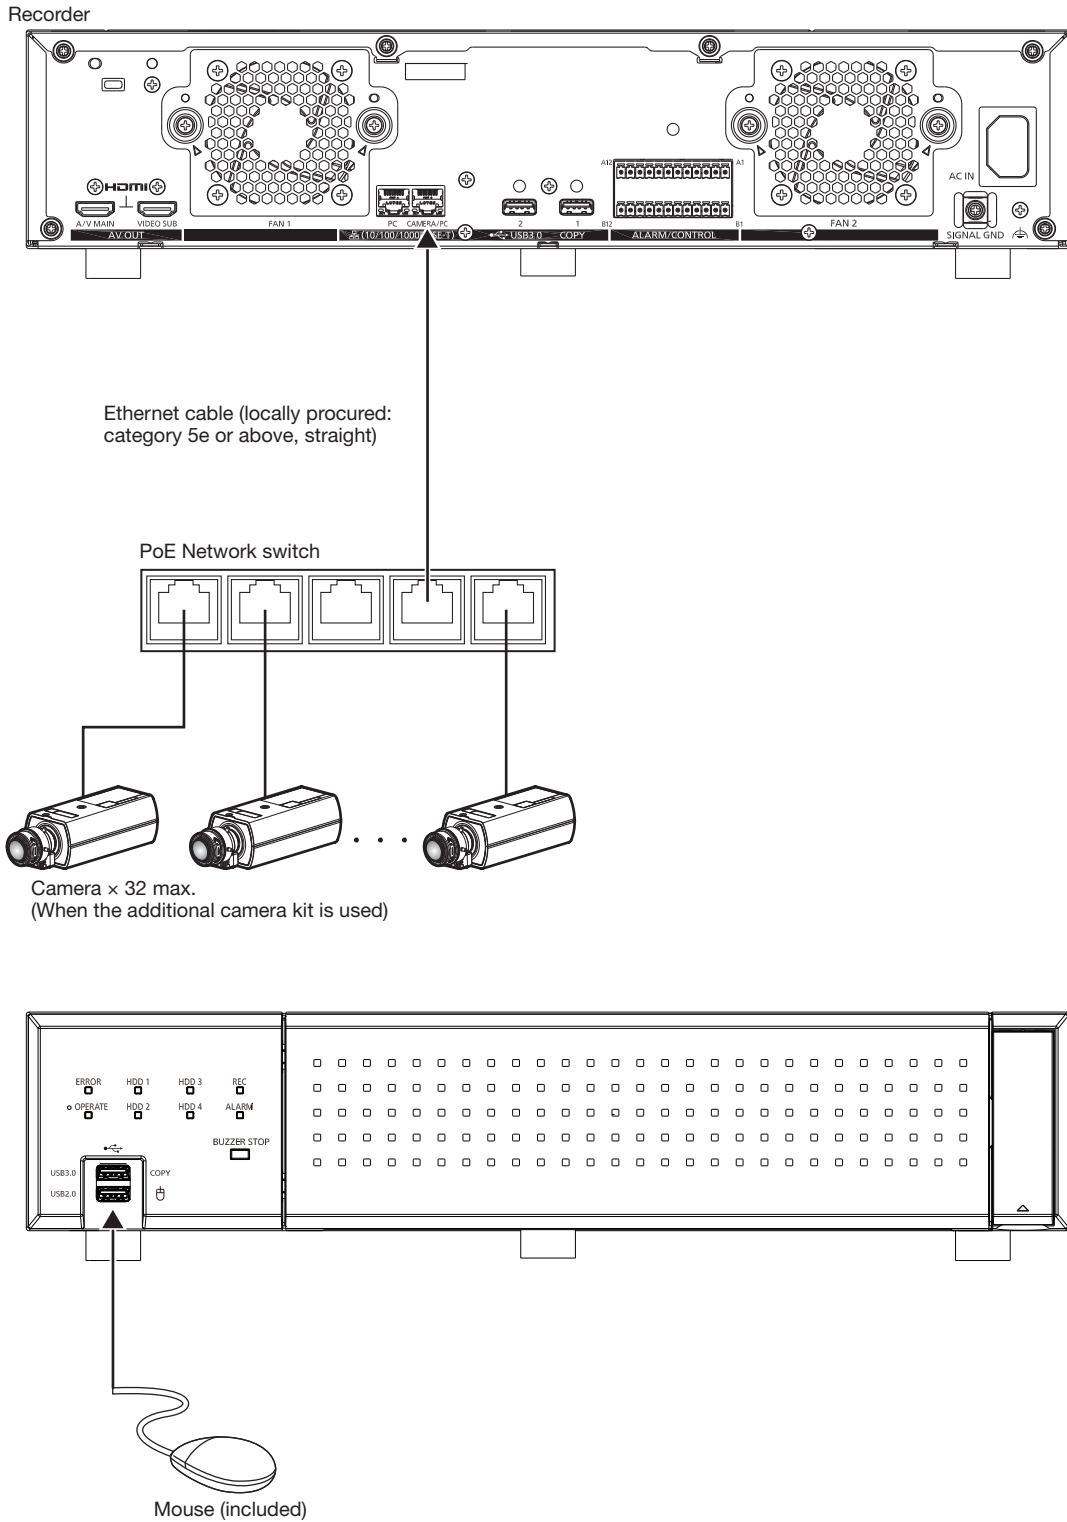 Recorder
HDMI
A/V MAIN VIDEO SUB
AV OUT
FAN 1
PC CAMERA/PC
(10/100/1000BASE-T)
2 1
USB3.0 COPY
A12 A1
B12 B1
ALARM/CONTROL
FAN 2
AC IN
SIGNAL GND
Ethernet cable (locally procured:
category 5e or above, straight)
PoE Network switch
Camera × 32 max.
(When the additional camera kit is used)
ERROR HDD 1 HDD 3 REC
OPERATE HDD 2 HDD 4 ALARM
BUZZER STOP
USB3.0 COPY
USB2.0
Mouse (included)